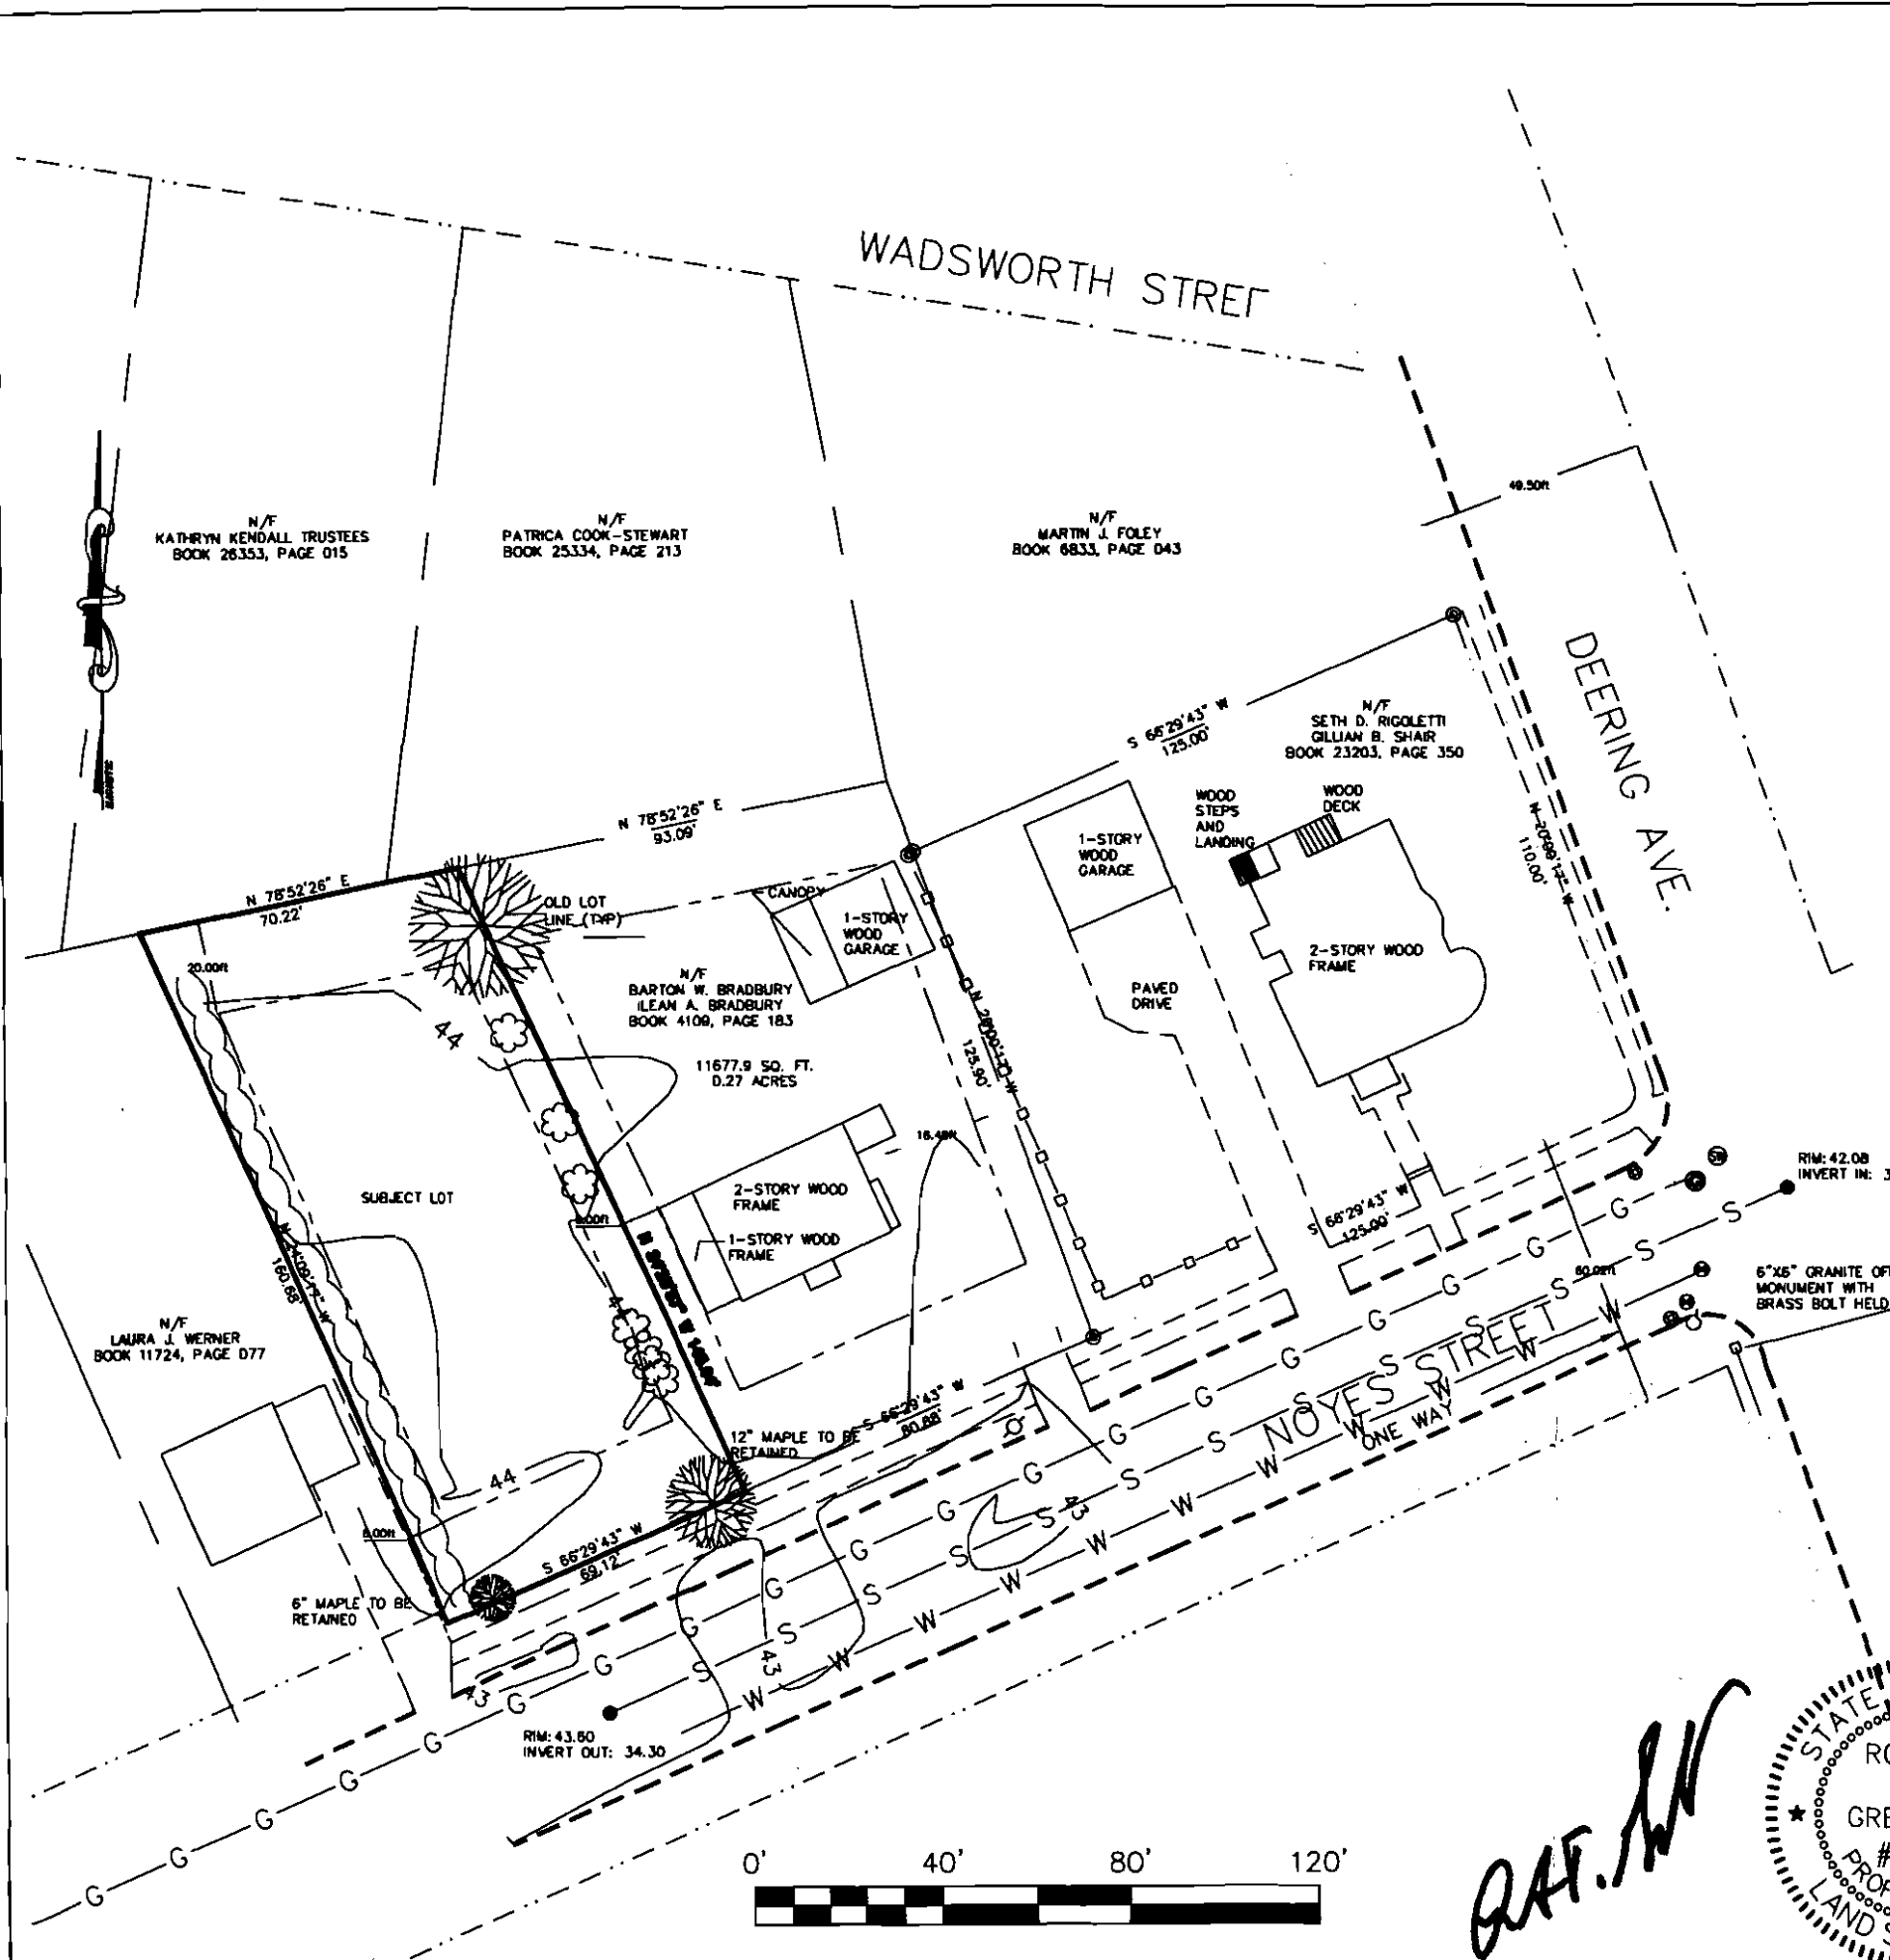 WADSWORTH STREET
49.50ft
N/F
KATHRYN KENDALL TRUSTEES
BOOK 26353, PAGE 015
N/F
PATRICA COOK-STEWART
BOOK 25334, PAGE 213
N/F
MARTIN J. FOLEY
BOOK 6833, PAGE 043
DEERING AVE.
S 66°29'43" W
125.00'
N/F
SETH D. RIGOLETTI
GILLIAN B. SHAIR
BOOK 23203, PAGE 350
WOOD
STEPS
AND
LANDING
WOOD
DECK
N 78°52'26" E
93.09'
1-STORY
WOOD
GARAGE
110.00'
N 78°52'26" E
70.22'
OLD LOT
LINE (TYP)
CANOPY
1-STORY
WOOD
GARAGE
2-STORY WOOD
FRAME
20.00ft
N/F
BARTON W. BRADBURY
ILEAN A. BRADBURY
BOOK 4109, PAGE 183
PAVED
DRIVE
44
125.90'
11677.9 SQ. FT.
0.27 ACRES
SUBJECT LOT
2-STORY WOOD
FRAME
1-STORY WOOD
FRAME
RIM: 42.08
INVERT IN: 3
S 66°29'43" W
125.00'
60.02ft
6"X6" GRANITE OF
MONUMENT WITH
BRASS BOLT HELD
160.68'
N/F
LAURA J. WERNER
BOOK 11724, PAGE 077
NOYES STREET
ONE WAY
S 66°29'43" W
80.88'
12" MAPLE TO BE
RETAINED
44
43
S 66°29'43" W
69.12'
6" MAPLE TO BE
RETAINED
43
43
RIM: 43.60
INVERT OUT: 34.30
G G G G G G G G G G G G G G G G G G G
S S S S S S S S S S S S
W W W W W W W W W W W
0' 40' 80' 120'
STATE
RO
GRE
#
PROF
LAND S